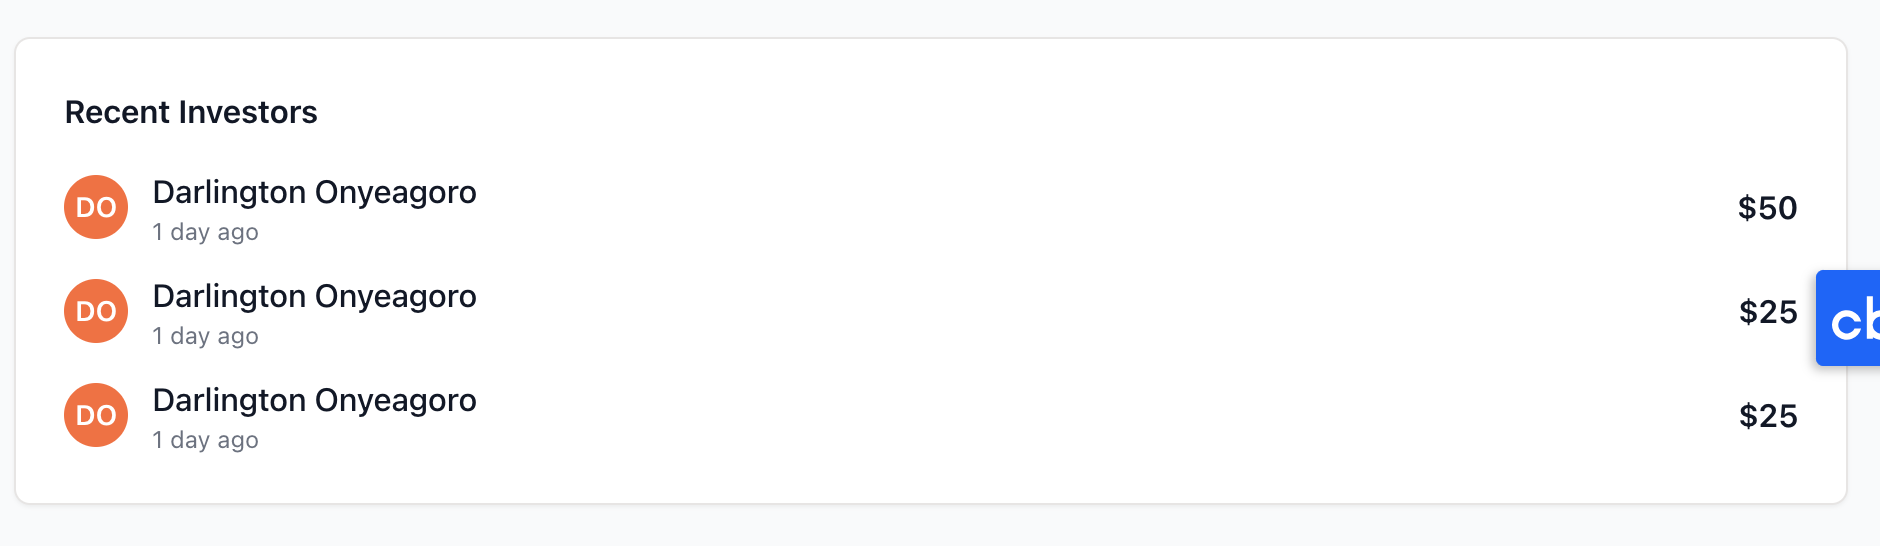 Recent Investors
DO
Darlington Onyeagoro
1 day ago
$50
DO
Darlington Onyeagoro
1 day ago
$25
cb
DO
Darlington Onyeagoro
1 day ago
$25